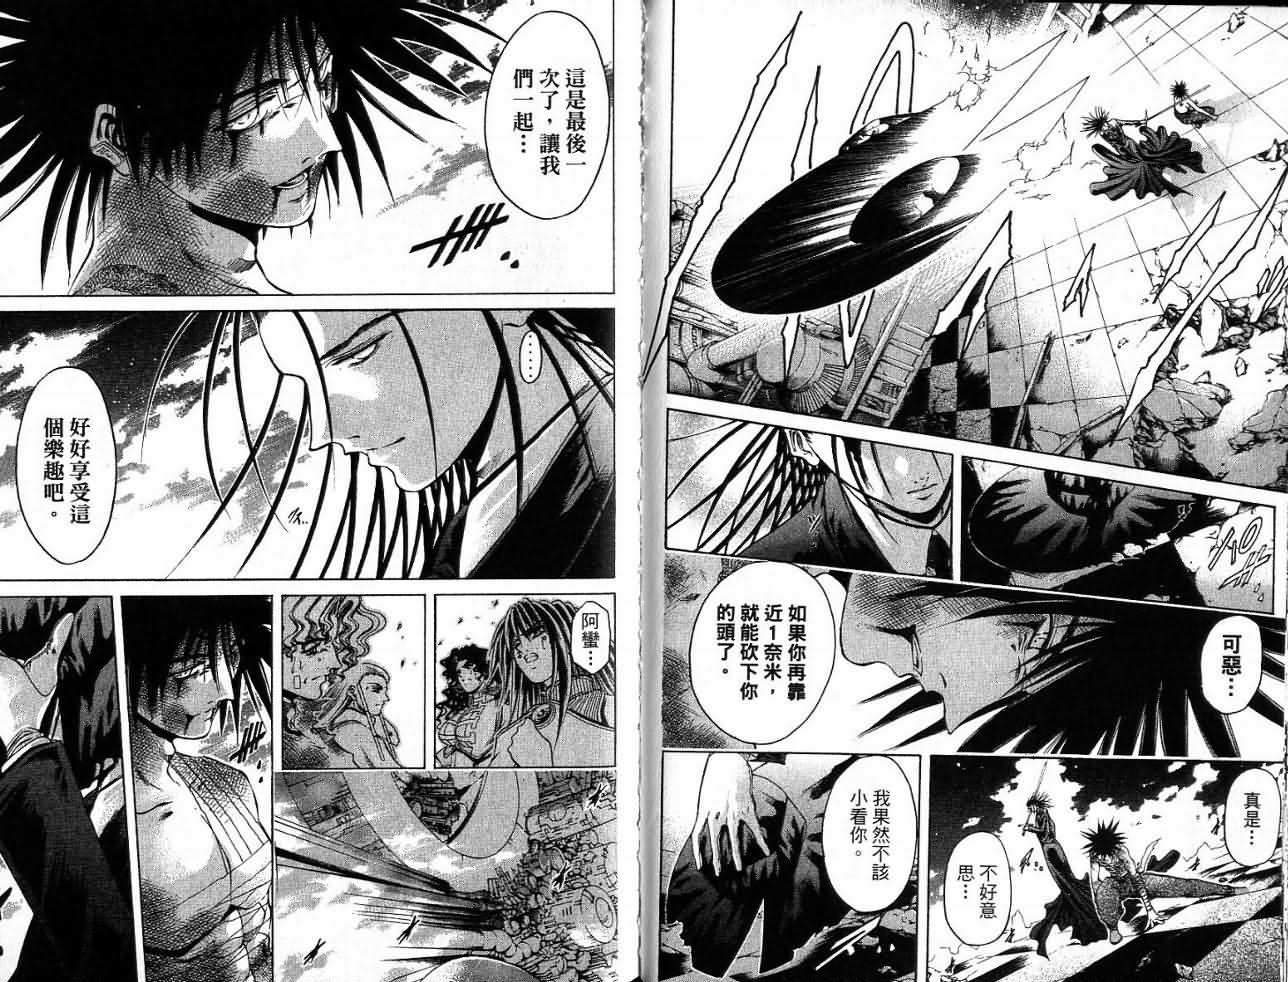 可惡…
如果你再靠
近1奈米，
就能砍下你
的頭了。
真是…
不好意
思…
我果然不該
小看你。
這是最後一
次了，讓我
們一起…
……
好好享受這
個樂趣吧。
阿蠻…